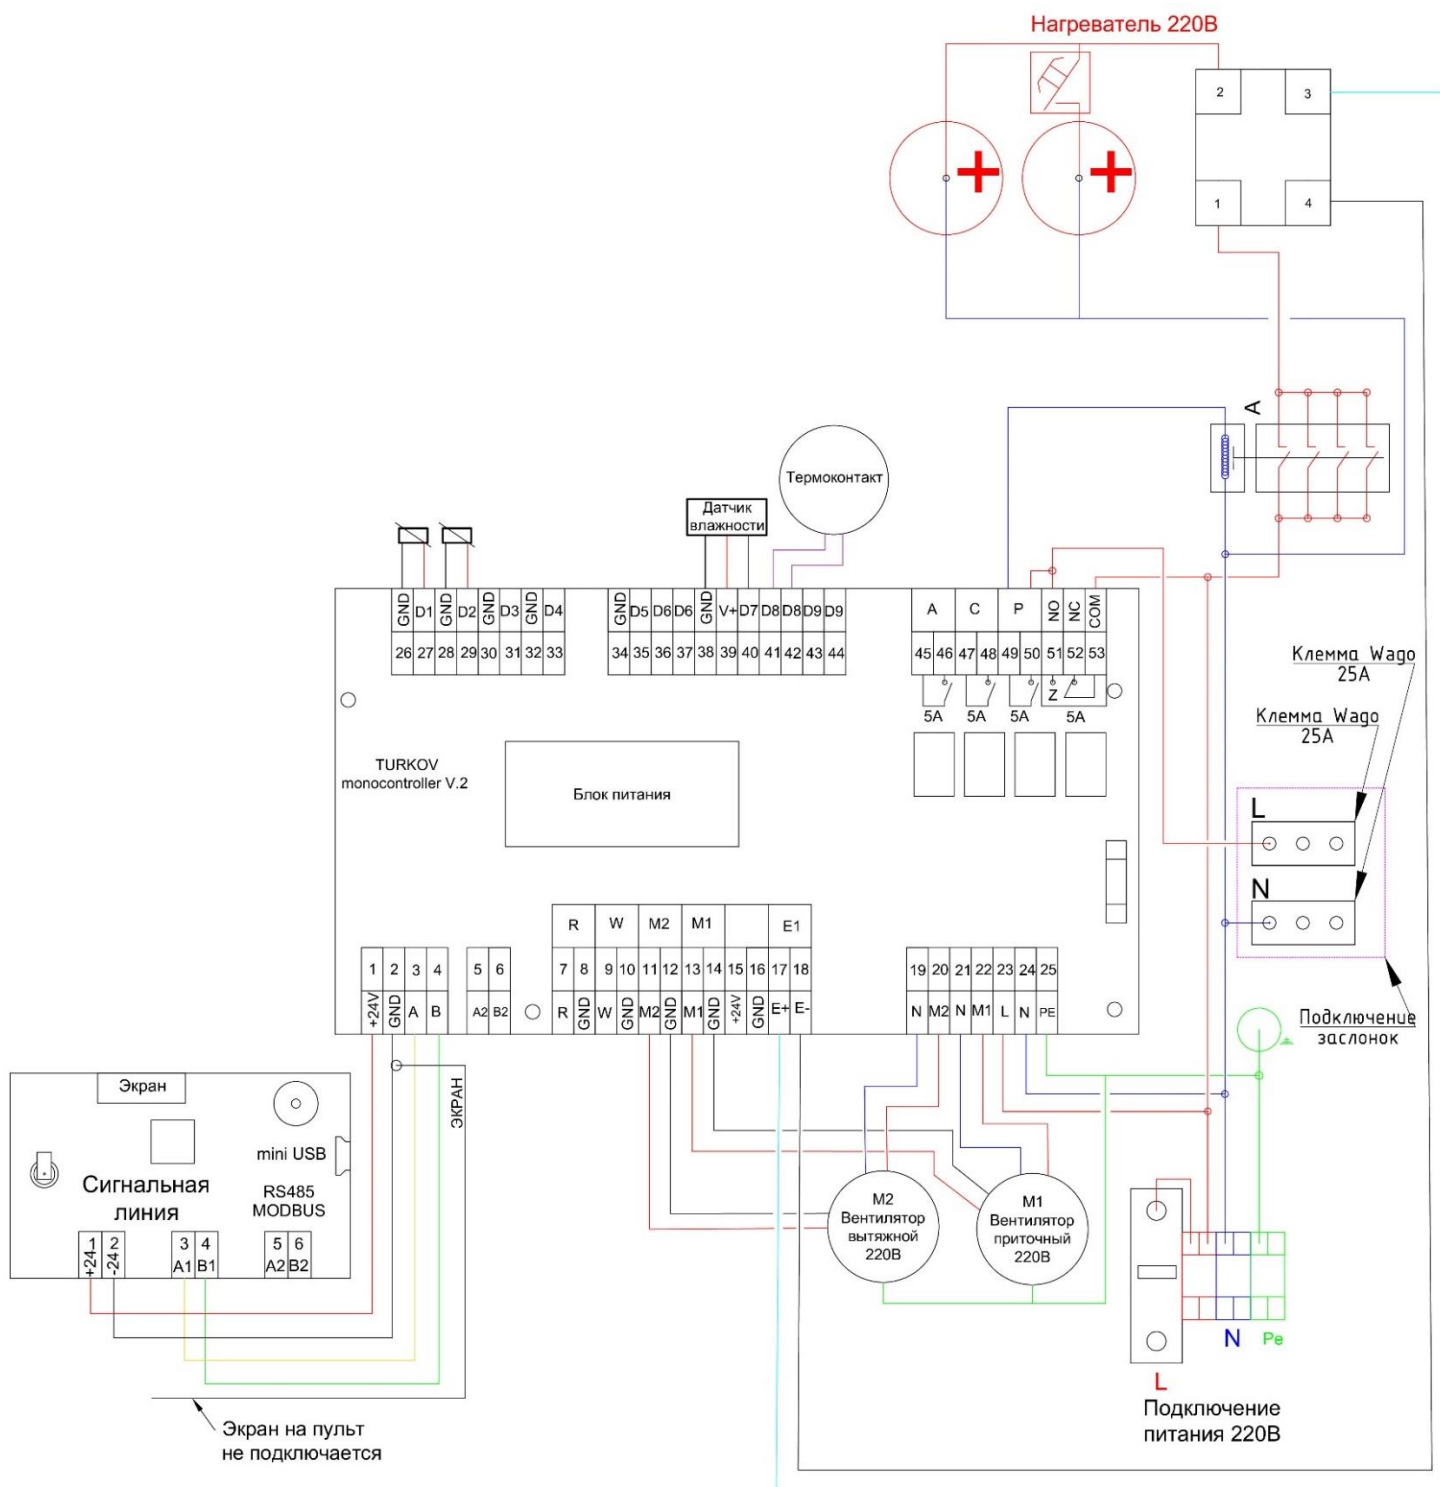 Нагреватель 220В
2
3
1
4
A
Термоконтакт
Датчик
влажности
GND D1 GND D2 GND D3 GND D4
26 27 28 29 30 31 32 33
GND D5 D6 D6 GND V+ D7 D8 D8 D9 D9
34 35 36 37 38 39 40 41 42 43 44
A C P NO NC COM
45 46 47 48 49 50 51 52 53
Z
5А 5А 5А 5А
Клемма Wago
25А
Клемма Wago
25А
TURKOV
monocontroller V.2
Блок питания
L
N
Подключение
заслонок
R W M2 M1 E1
1 2 3 4 5 6 7 8 9 10 11 12 13 14 15 16 17 18 19 20 21 22 23 24 25
+24V GND A B A2 B2 R GND W GND M2 GND M1 GND +24V GND E+ E- N M2 N M1 L N PE
Экран
ЭКРАН
mini USB
Сигнальная
линия
RS485
MODBUS
1 2 3 4 5 6
+24 -24 A1 B1 A2 B2
M2
Вентилятор
вытяжной
220В
M1
Вентилятор
приточный
220В
N
Pe
L
Подключение
питания 220В
Экран на пульт
не подключается